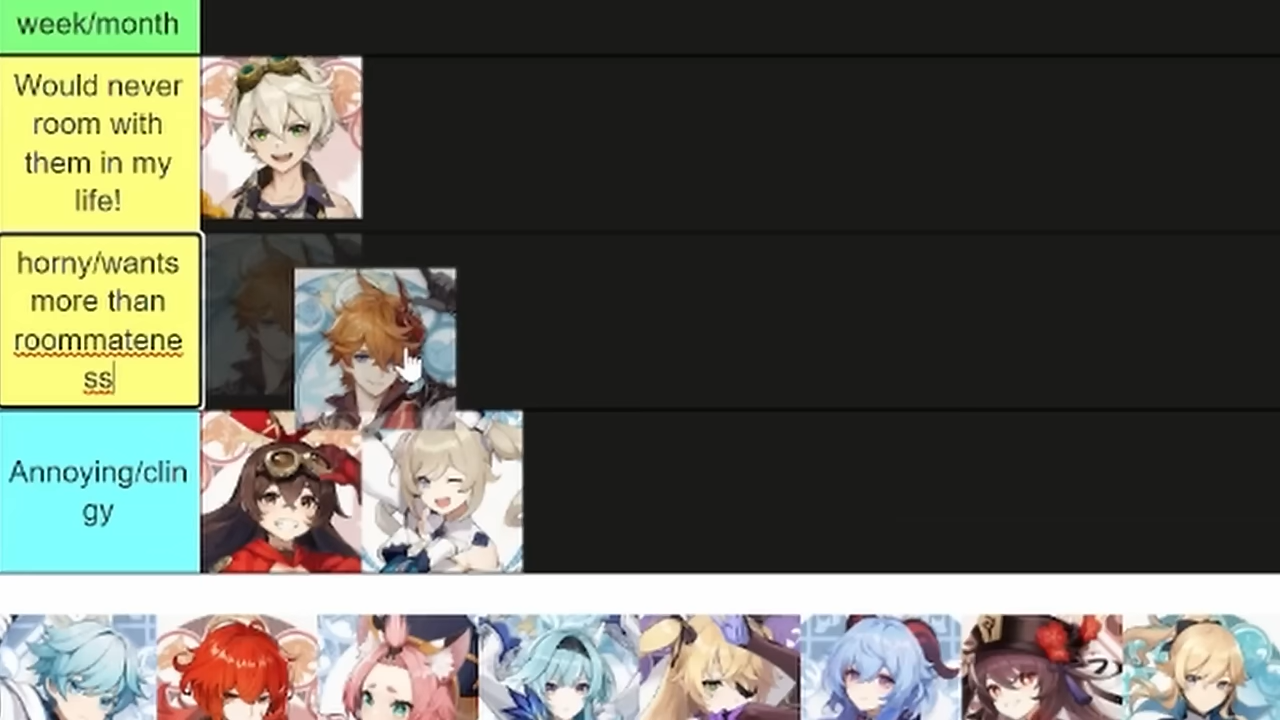 week/month
Would never
room with
them in my
life!
horny/wants
more than
roommatene
ss
Annoying/clin
gy